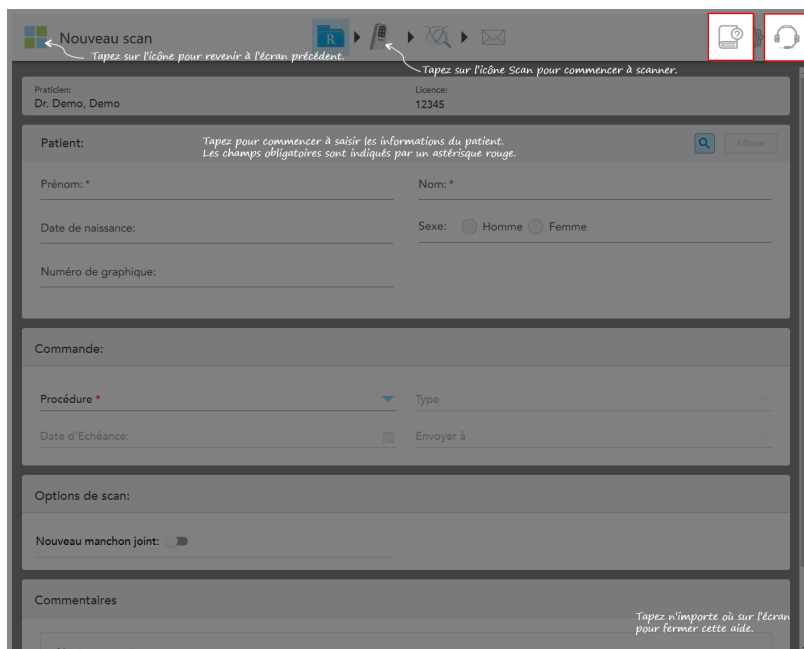 Nouveau scan
R
Tapez sur l'icône pour revenir à l'écran précédent.
Tapez sur l'icône Scan pour commencer à scanner.
Praticien:
Dr. Demo, Demo
Licence:
12345
Patient:
Tapez pour commencer à saisir les informations du patient.
Les champs obligatoires sont indiqués par un astérisque rouge.
Effacer
Prénom: *
Nom: *
Date de naissance:
Sexe: Homme Femme
Numéro de graphique:
Commande:
Procédure *
Type
Date d'Echéance:
Envoyer à
Options de scan:
Nouveau manchon joint:
Commentaires
Tapez n'importe où sur l'écran
pour fermer cette aide.